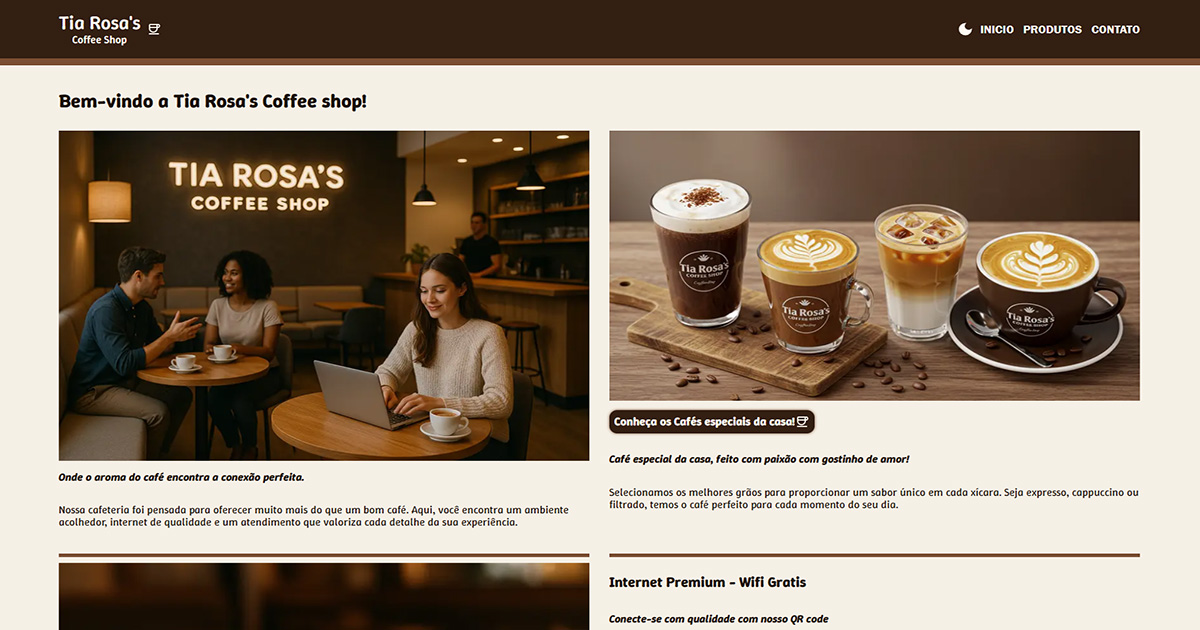 Tia Rosa's
Coffee Shop
INICIO PRODUTOS CONTATO
Bem-vindo a Tia Rosa's Coffee shop!
TIA ROSA'S
COFFEE SHOP
Tia Rosa's
COFFEE SHOP
Tia Rosa's
COFFEE SHOP
Tia Rosa's
COFFEE SHOP
Conheça os Cafés especiais da casa!
Onde o aroma do café encontra a conexão perfeita.
Nossa cafeteria foi pensada para oferecer muito mais do que um bom café. Aqui, você encontra um ambiente
acolhedor, internet de qualidade e um atendimento que valoriza cada detalhe da sua experiência.
Café especial da casa, feito com paixão com gostinho de amor!
Selecionamos os melhores grãos para proporcionar um sabor único em cada xícara. Seja expresso, cappuccino ou
filtrado, temos o café perfeito para cada momento do seu dia.
Internet Premium - Wifi Gratis
Conecte-se com qualidade com nosso QR code